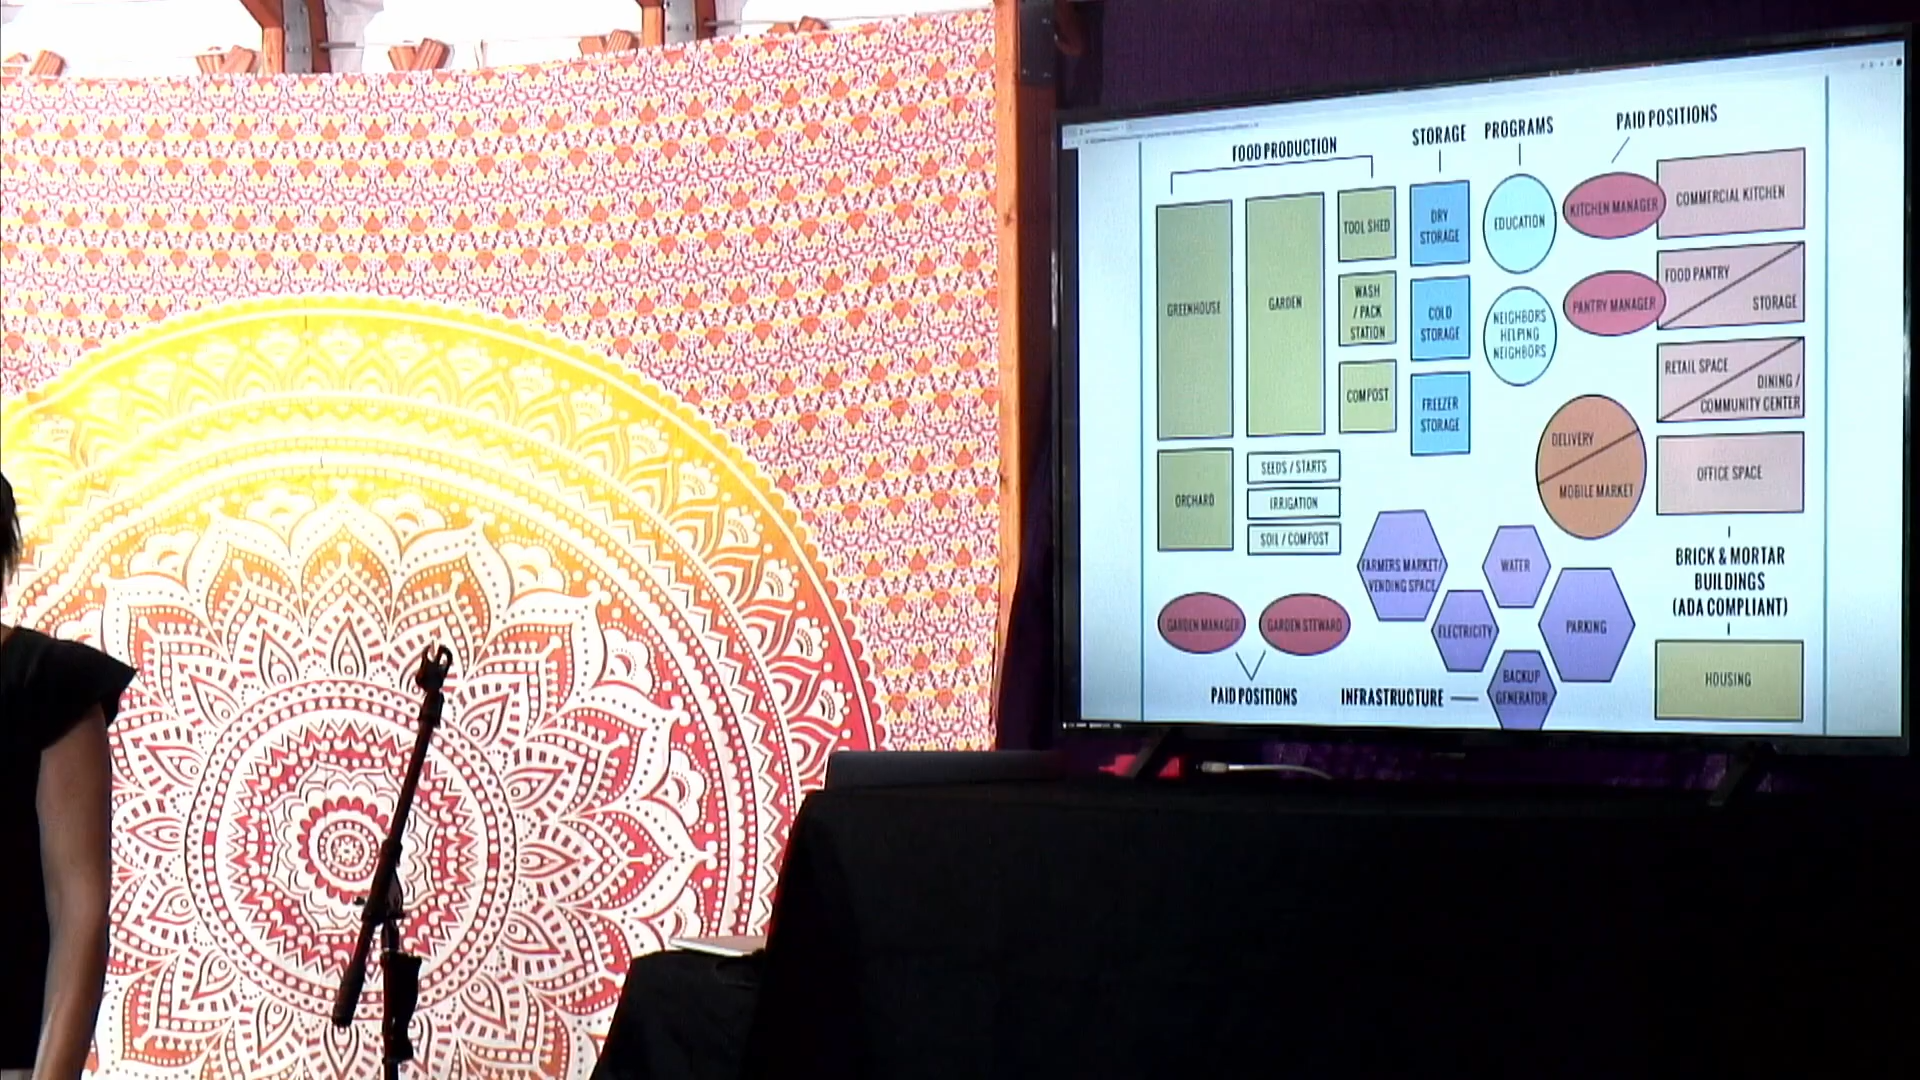 FOOD PRODUCTION
STORAGE
PROGRAMS
PAID POSITIONS
GREENHOUSE
GARDEN
TOOL SHED
WASH
/ PACK
STATION
COMPOST
DRY
STORAGE
COLD
STORAGE
FREEZER
STORAGE
EDUCATION
NEIGHBORS
HELPING
NEIGHBORS
KITCHEN MANAGER
COMMERCIAL KITCHEN
PANTRY MANAGER
FOOD PANTRY
STORAGE
RETAIL SPACE
DINING /
COMMUNITY CENTER
DELIVERY
MOBILE MARKET
OFFICE SPACE
ORCHARD
SEEDS / STARTS
IRRIGATION
SOIL / COMPOST
FARMERS MARKET/
VENDING SPACE
WATER
ELECTRICITY
PARKING
BACKUP
GENERATOR
BRICK & MORTAR
BUILDINGS
(ADA COMPLIANT)
GARDEN MANAGER
GARDEN STEWARD
PAID POSITIONS
INFRASTRUCTURE
HOUSING